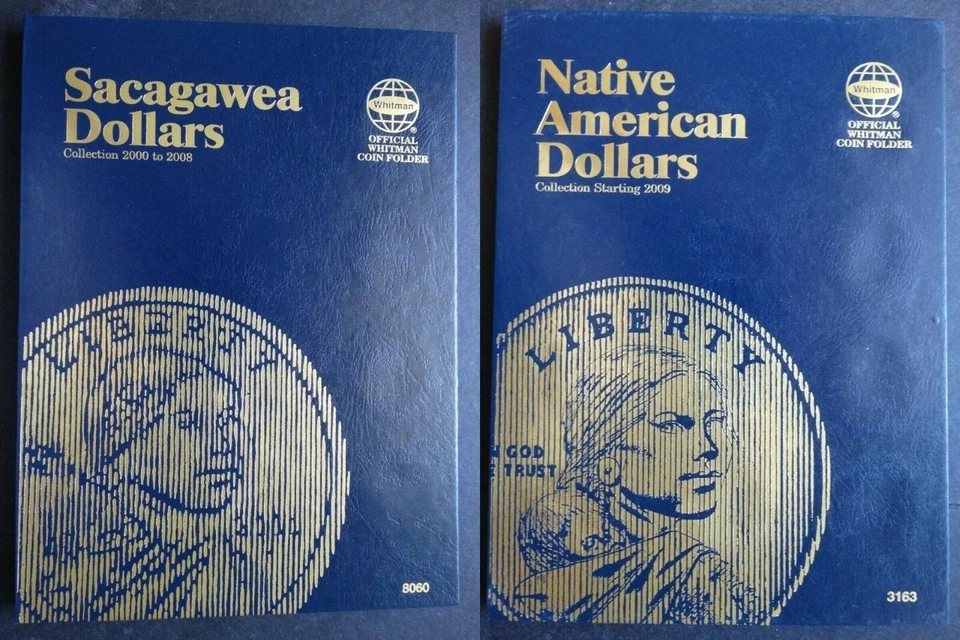 Sacagawea
Dollars
Collection 2000 to 2008
Whitman
®
OFFICIAL
WHITMAN
COIN FOLDER
LIBERTY
8060
Native
American
Dollars
Collection Starting 2009
Whitman
®
OFFICIAL
WHITMAN
COIN FOLDER
LIBERTY
GOD
TRUST
3163